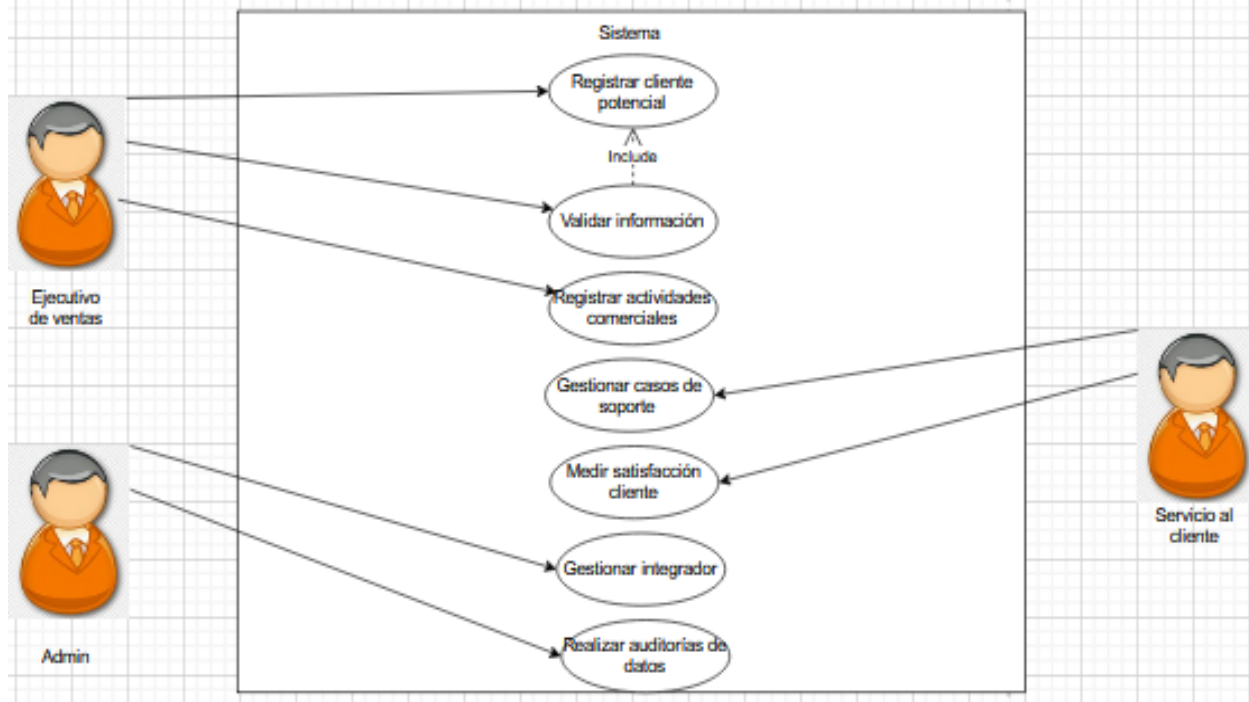 Sistema
Registrar cliente
potencial
Include
Validar información
Ejecutivo
de ventas
Registrar actividades
comerciales
Gestionar casos de
soporte
Medir satisfacción
cliente
Servicio al
cliente
Gestionar integrador
Admin
Realizar auditorías de
datos